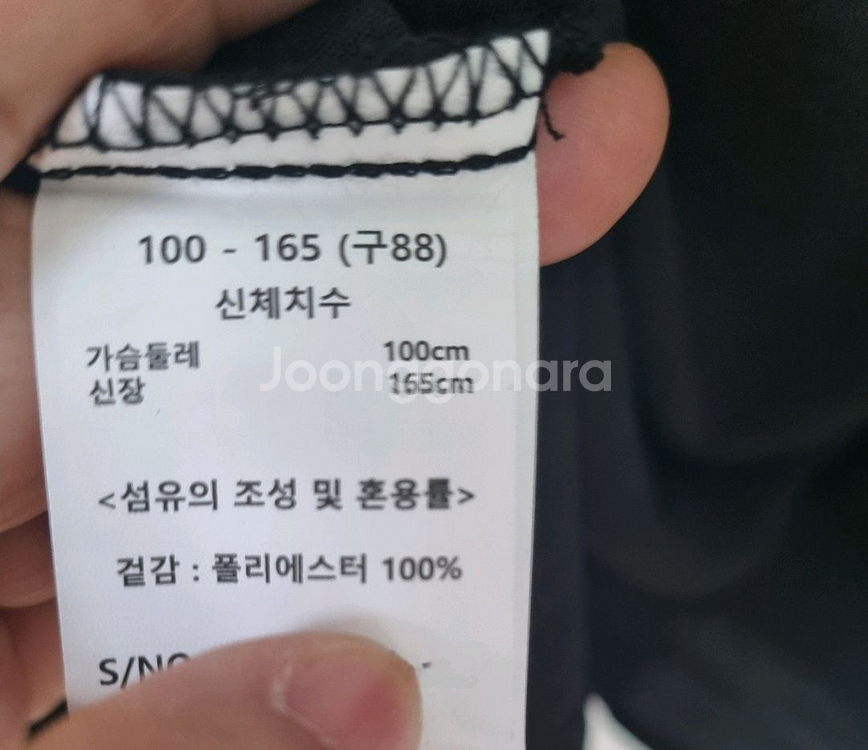 100 - 165 (구88)
신체치수
가슴둘레 100cm
신장 165cm
Joonggonara
<섬유의 조성 및 혼용률>
겉감 : 폴리에스터 100%
S/NO